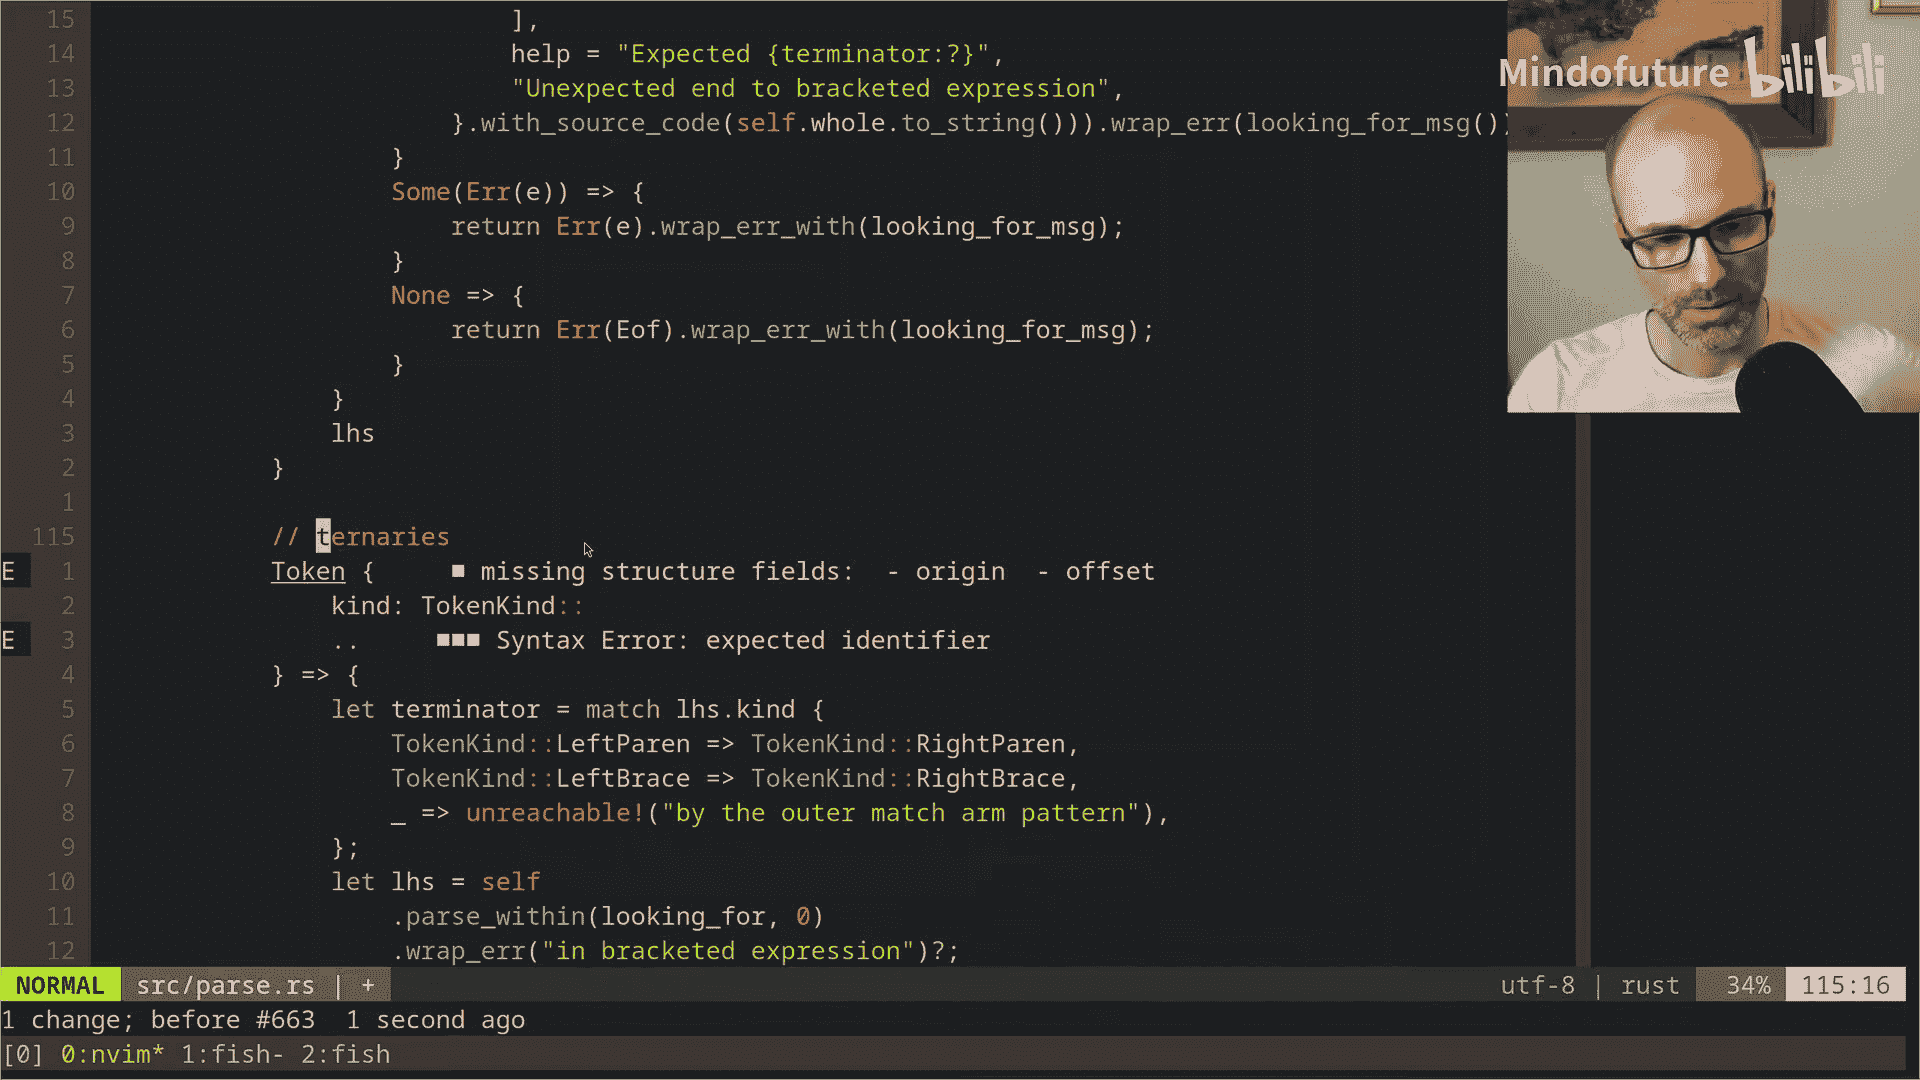 15 ],
14 help = "Expected {terminator:?}",
13 "Unexpected end to bracketed expression",
12 }.with_source_code(self.whole.to_string())).wrap_err(looking_for_msg())
11 }
10 Some(Err(e)) => {
9 return Err(e).wrap_err_with(looking_for_msg);
8 }
7 None => {
6 return Err(Eof).wrap_err_with(looking_for_msg);
5 }
4 }
3 lhs
2 }
1
115 // ternaries
E 1 Token { ■ missing structure fields: - origin - offset
2 kind: TokenKind::
E 3 .. ■■■ Syntax Error: expected identifier
4 } => {
5 let terminator = match lhs.kind {
6 TokenKind::LeftParen => TokenKind::RightParen,
7 TokenKind::LeftBrace => TokenKind::RightBrace,
8 _ => unreachable!("by the outer match arm pattern"),
9 };
10 let lhs = self
11 .parse_within(looking_for, 0)
12 .wrap_err("in bracketed expression")?;
NORMAL src/parse.rs | + utf-8 | rust 34% 115:16
1 change; before #663 1 second ago
[0] 0:nvim* 1:fish- 2:fish
Mindofuture bilibili